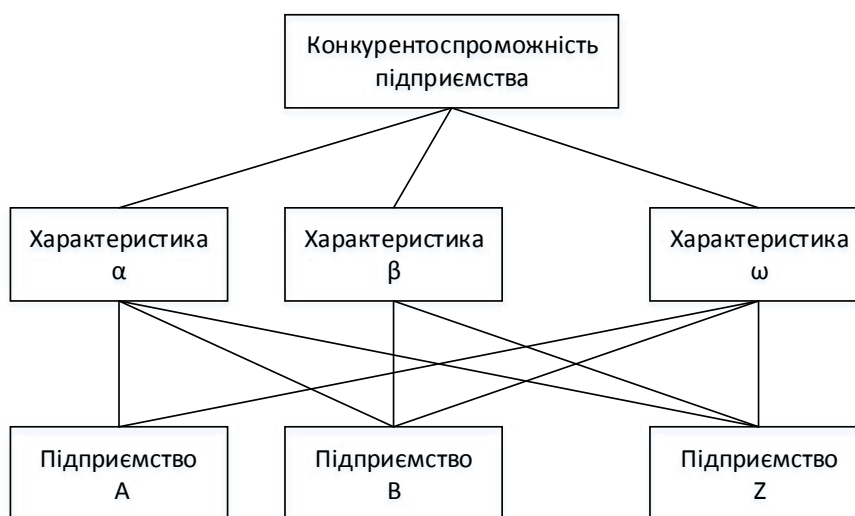 Конкурентоспроможність
підприємства
Характеристика
α
Характеристика
β
Характеристика
ω
Підприємство
А
Підприємство
В
Підприємство
Z